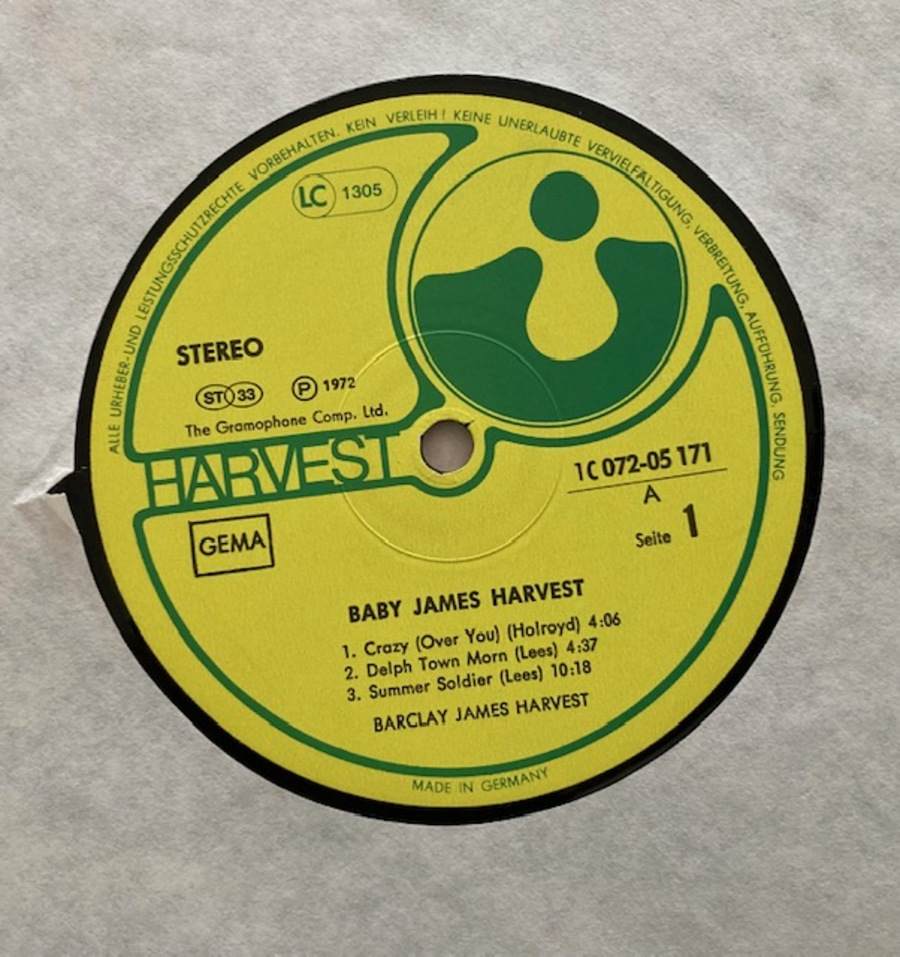 ALLE URHEBER- UND LEISTUNGSSCHUTZRECHTE VORBEHALTEN. KEIN VERLEIH! KEINE UNERLAUBTE VERVIELFÄLTIGUNG, VERBREITUNG, AUFFÜHRUNG, SENDUNG
LC 1305
STEREO
ST 33 Ⓟ 1972
The Gramophone Comp. Ltd.
HARVEST
1C 072-05 171
A
GEMA
Seite 1
BABY JAMES HARVEST
1. Crazy (Over You) (Holroyd) 4:06
2. Delph Town Morn (Lees) 4:37
3. Summer Soldier (Lees) 10:18
BARCLAY JAMES HARVEST
MADE IN GERMANY